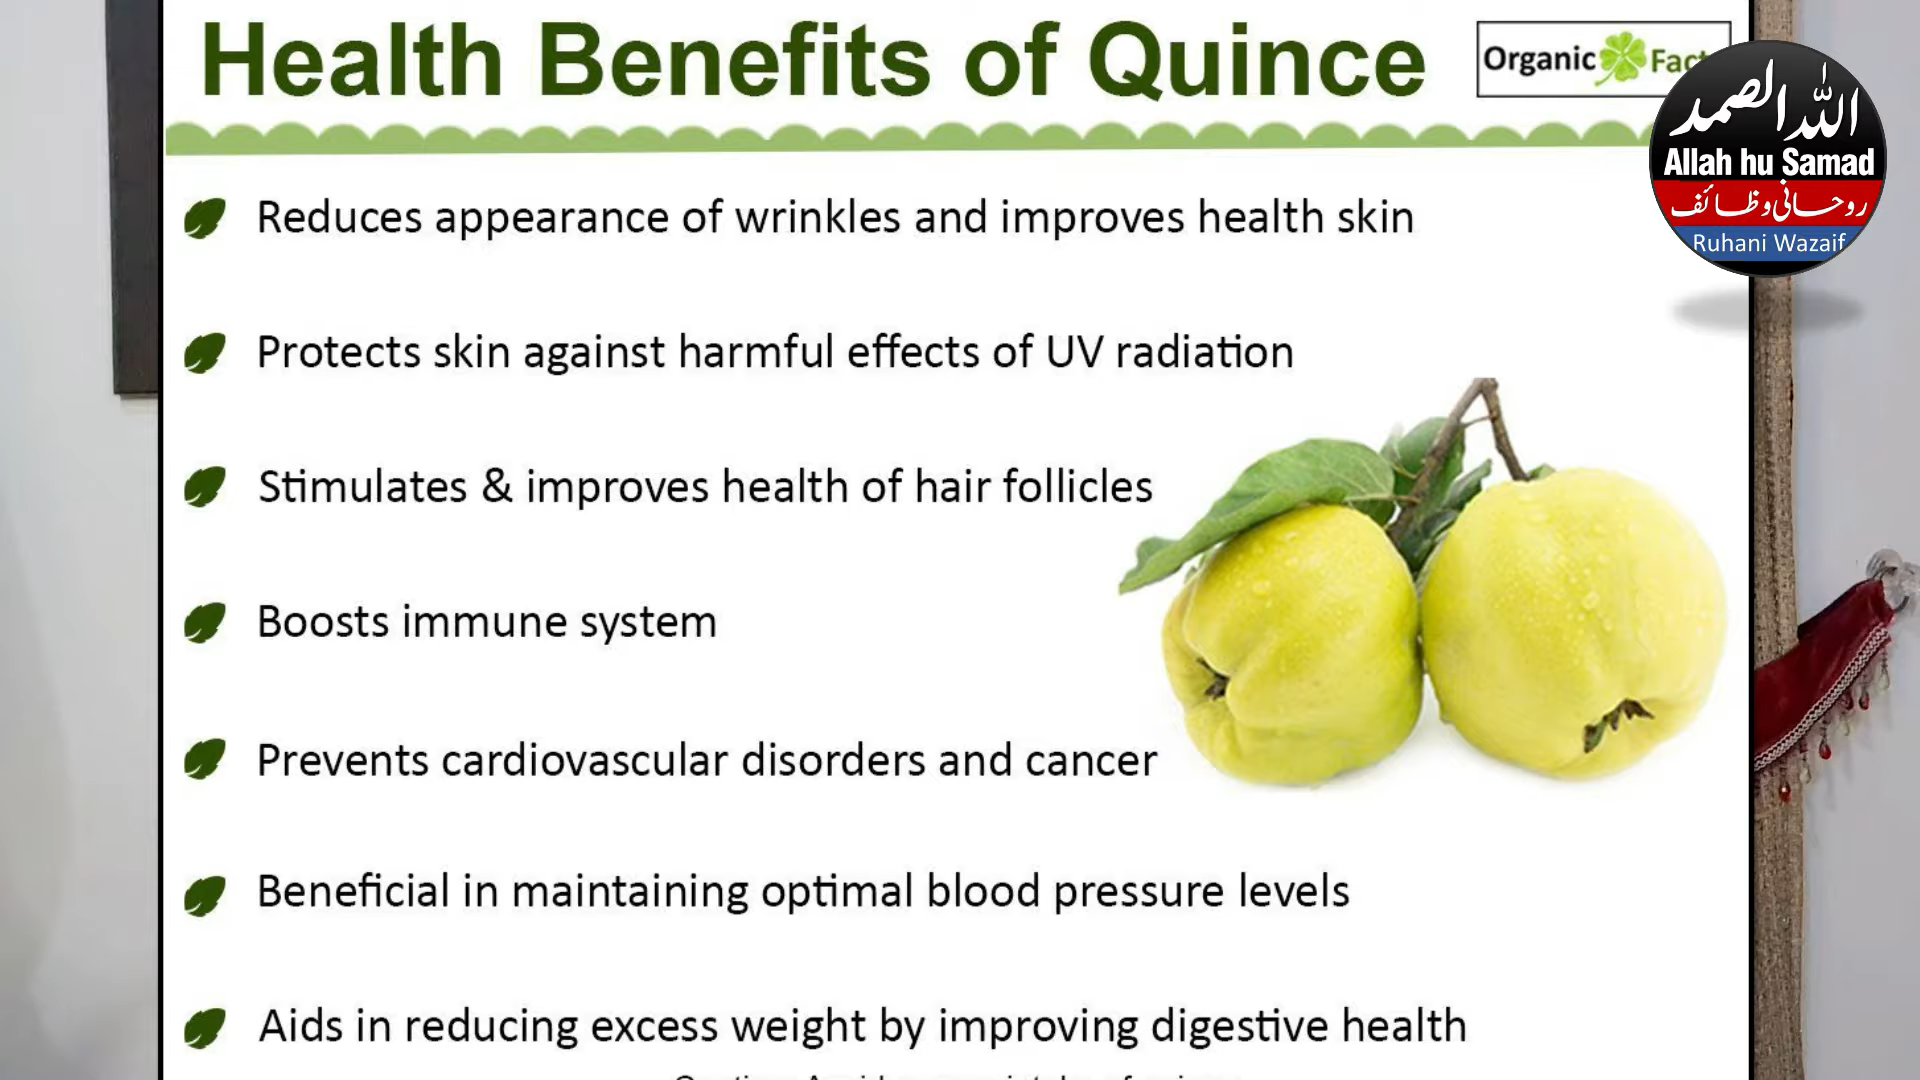 Health Benefits of Quince
Organic Fact
اللہ الصمد
Allah hu Samad
روحانی وظائف
Ruhani Wazaif
Reduces appearance of wrinkles and improves health skin
Protects skin against harmful effects of UV radiation
Stimulates & improves health of hair follicles
Boosts immune system
Prevents cardiovascular disorders and cancer
Beneficial in maintaining optimal blood pressure levels
Aids in reducing excess weight by improving digestive health